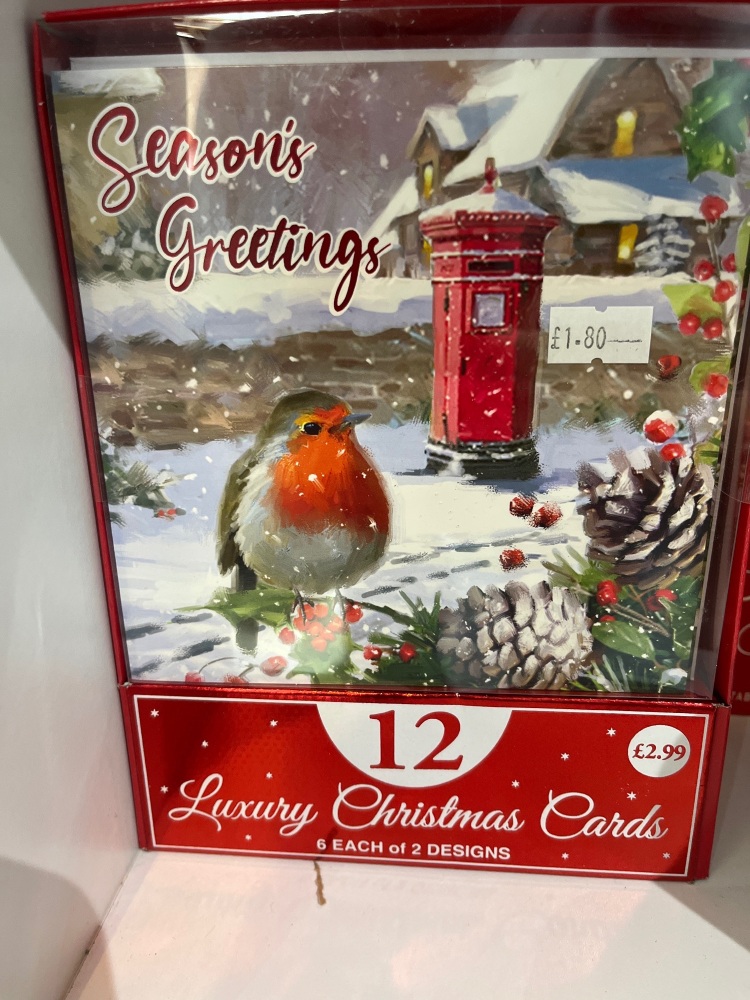 Season's
Greetings
£1.80
12
£2.99
Luxury Christmas Cards
6 EACH of 2 DESIGNS